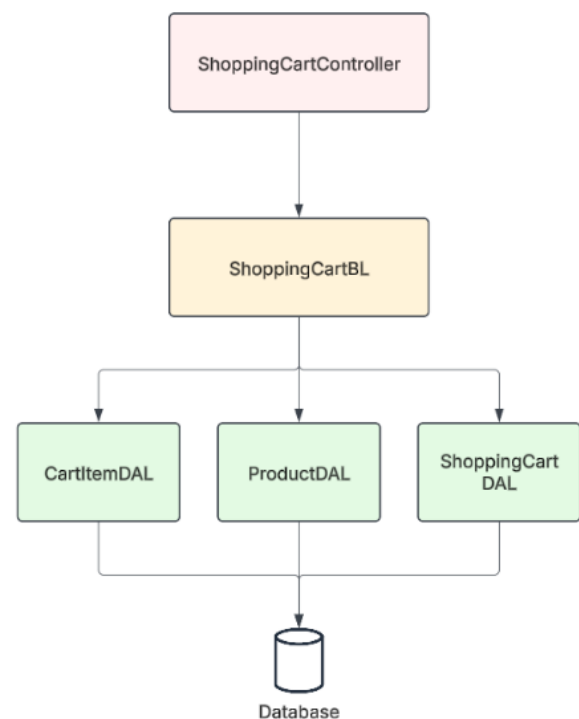 ShoppingCartController
ShoppingCartBL
CartItemDAL
ProductDAL
ShoppingCart
DAL
Database